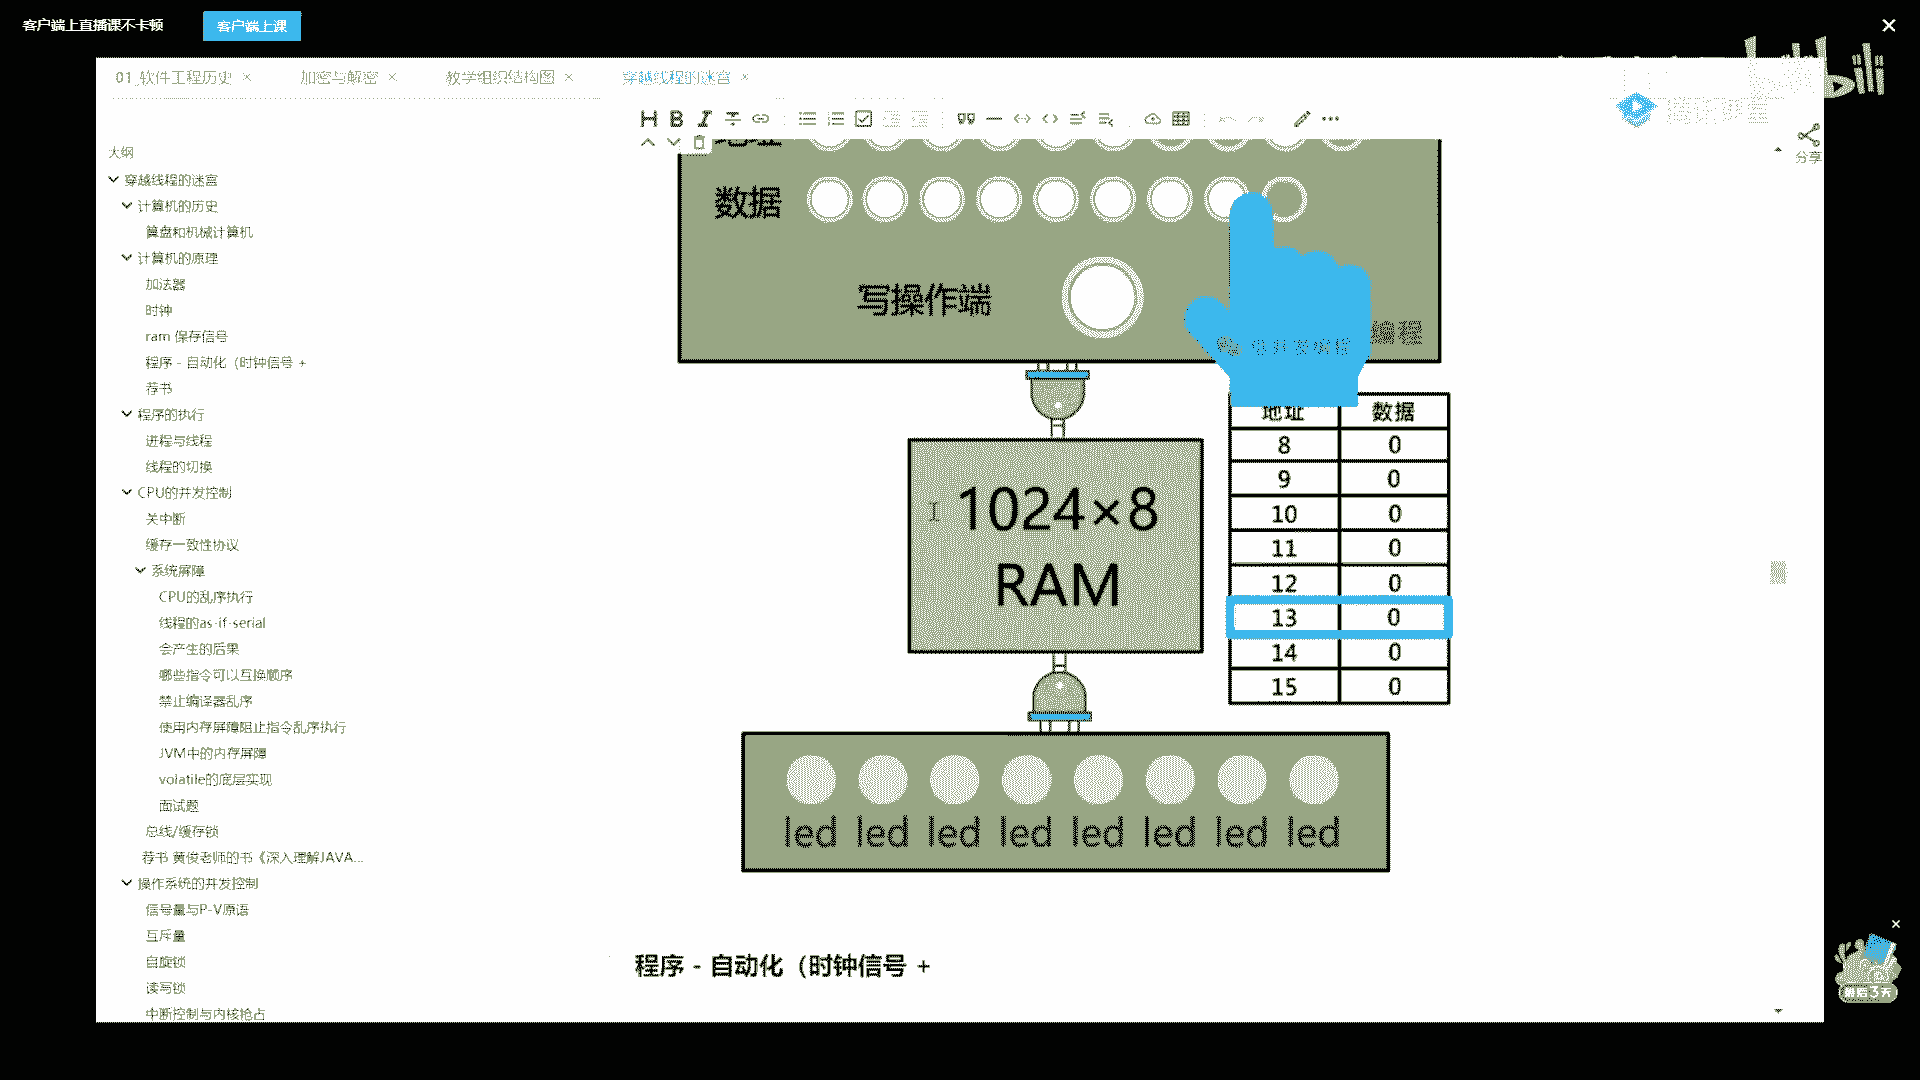 客户端上直播课不卡顿
客户端上课
bilibili
01_软件工程历史
加密与解密
教学组织结构图
穿越线程的迷宫
腾讯课堂
分享
大纲
穿越线程的迷宫
计算机的历史
算盘和机械计算机
计算机的原理
加法器
时钟
ram 保存信号
程序 - 自动化（时钟信号 +
荐书
程序的执行
进程与线程
线程的切换
CPU的并发控制
关中断
缓存一致性协议
系统屏障
CPU的乱序执行
线程的as-if-serial
会产生的后果
哪些指令可以互换顺序
禁止编译器乱序
使用内存屏障阻止指令乱序执行
JVM中的内存屏障
volatile的底层实现
面试题
总线/缓存锁
荐书 黄俊老师的书《深入理解JAVA...
操作系统的并发控制
信号量与P-V原语
互斥量
自旋锁
读写锁
中断控制与内核抢占
地址
数据
写操作端
编程
地址 数据
8 0
9 0
10 0
11 0
12 0
13 0
14 0
15 0
1024×8
RAM
led led led led led led led led
程序 - 自动化（时钟信号 +